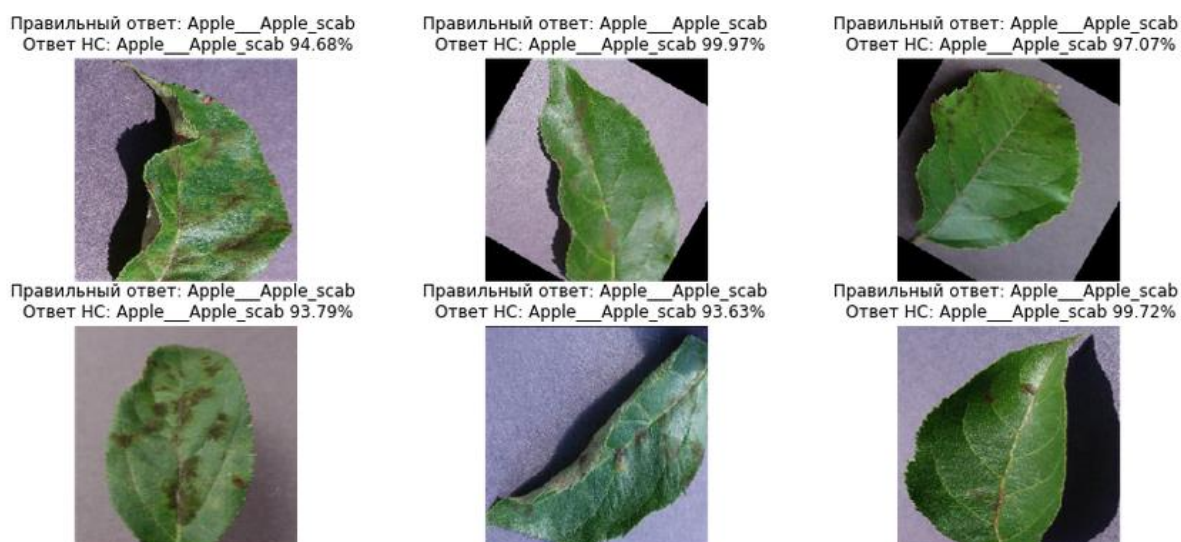 Правильный ответ: Apple___Apple_scab
Ответ НС: Apple___Apple_scab 94.68%
Правильный ответ: Apple___Apple_scab
Ответ НС: Apple___Apple_scab 99.97%
Правильный ответ: Apple___Apple_scab
Ответ НС: Apple___Apple_scab 97.07%
Правильный ответ: Apple___Apple_scab
Ответ НС: Apple___Apple_scab 93.79%
Правильный ответ: Apple___Apple_scab
Ответ НС: Apple___Apple_scab 93.63%
Правильный ответ: Apple___Apple_scab
Ответ НС: Apple___Apple_scab 99.72%